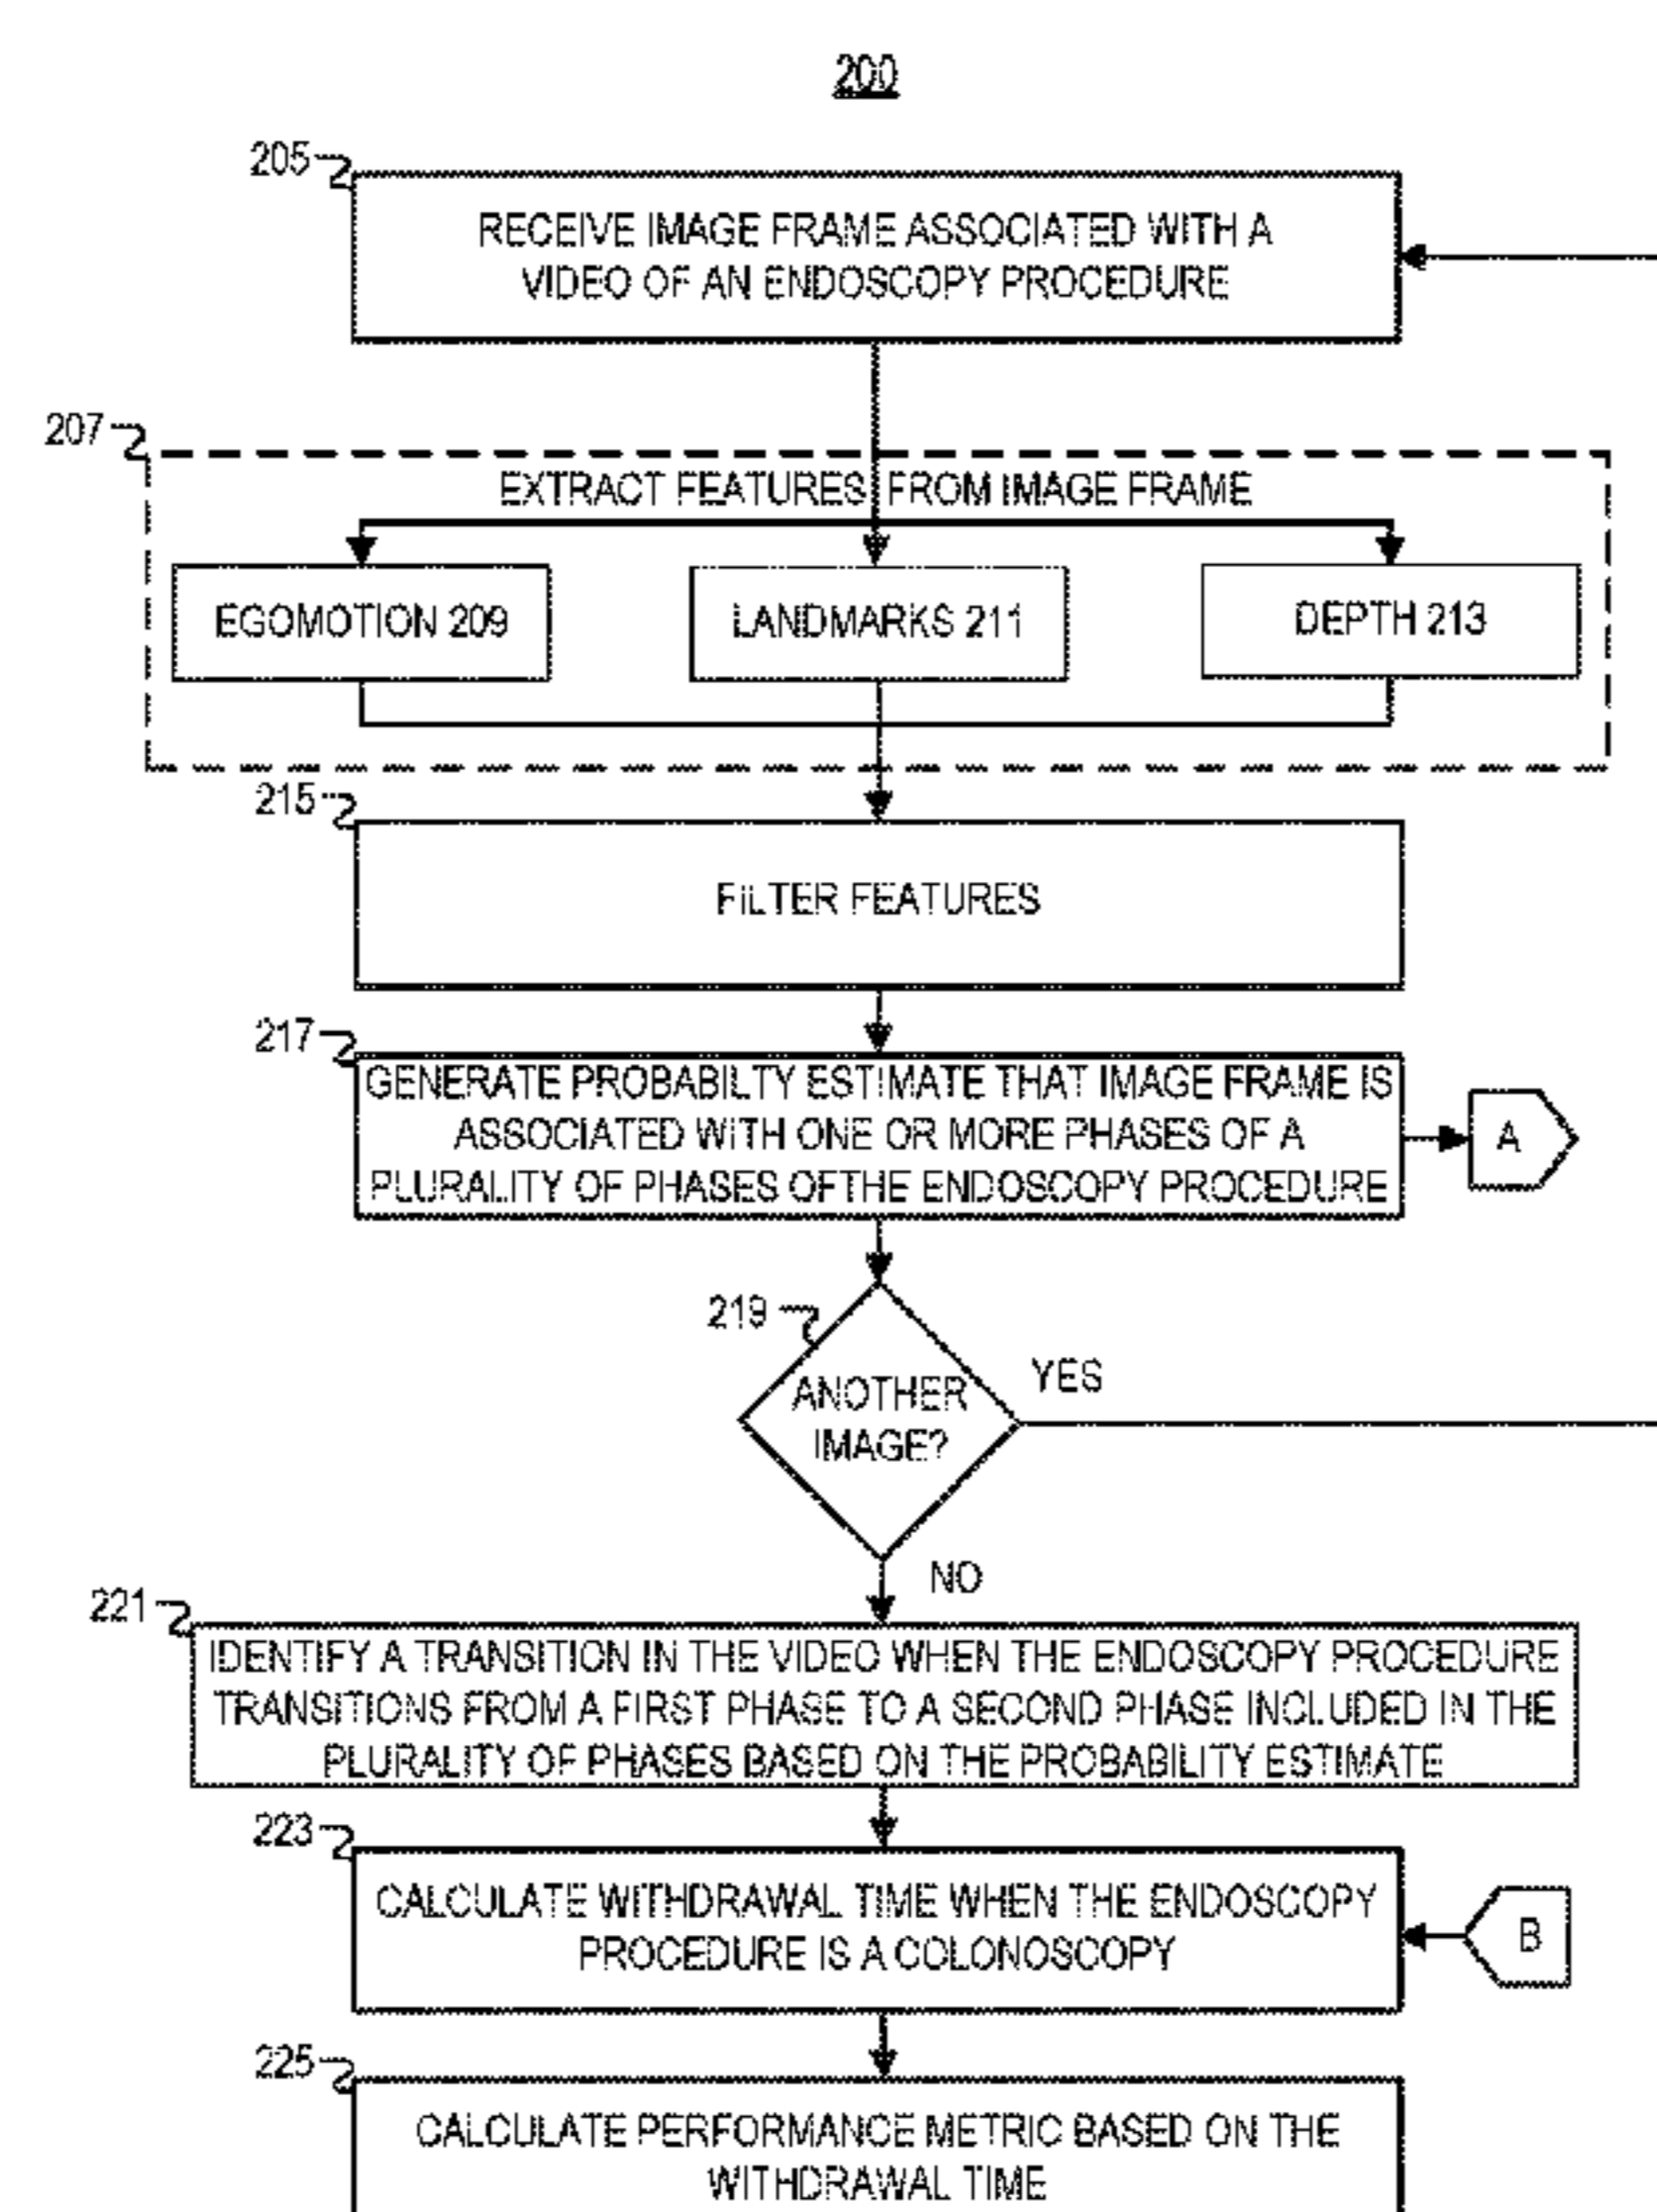 200
205
RECEIVE IMAGE FRAME ASSOCIATED WITH A
VIDEO OF AN ENDOSCOPY PROCEDURE
207
EXTRACT FEATURES FROM IMAGE FRAME
EGOMOTION 209
LANDMARKS 211
DEPTH 213
215
FILTER FEATURES
217
GENERATE PROBABILTY ESTIMATE THAT IMAGE FRAME IS
ASSOCIATED WITH ONE OR MORE PHASES OF A
PLURALITY OF PHASES OFTHE ENDOSCOPY PROCEDURE
A
219
ANOTHER
IMAGE?
YES
NO
221
IDENTIFY A TRANSITION IN THE VIDEO WHEN THE ENDOSCOPY PROCEDURE
TRANSITIONS FROM A FIRST PHASE TO A SECOND PHASE INCLUDED IN THE
PLURALITY OF PHASES BASED ON THE PROBABILITY ESTIMATE
223
CALCULATE WITHDRAWAL TIME WHEN THE ENDOSCOPY
PROCEDURE IS A COLONOSCOPY
B
225
CALCULATE PERFORMANCE METRIC BASED ON THE
WITHDRAWAL TIME